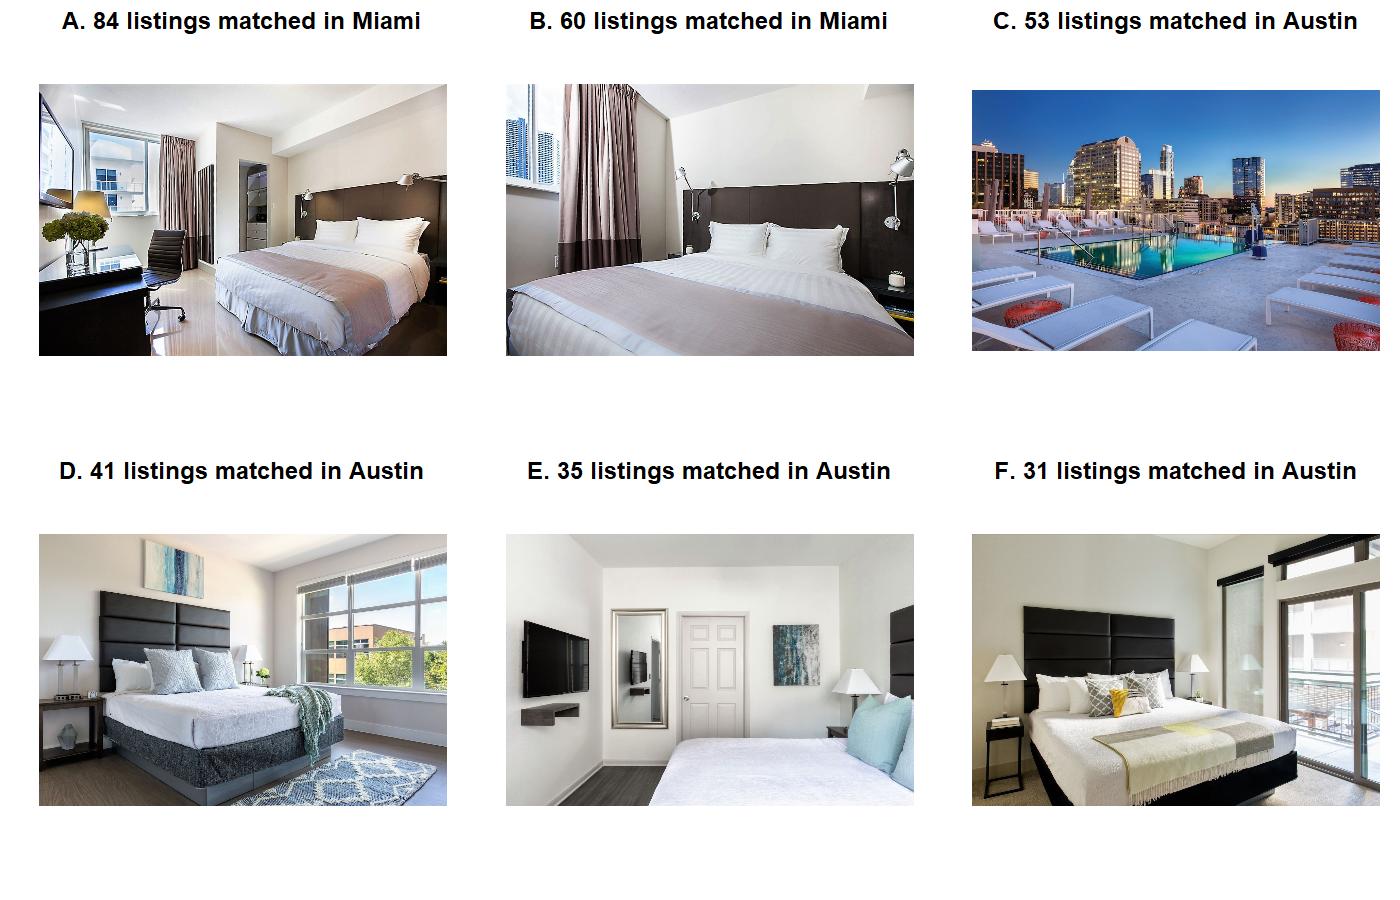 A. 84 listings matched in Miami
B. 60 listings matched in Miami
C. 53 listings matched in Austin
D. 41 listings matched in Austin
E. 35 listings matched in Austin
F. 31 listings matched in Austin